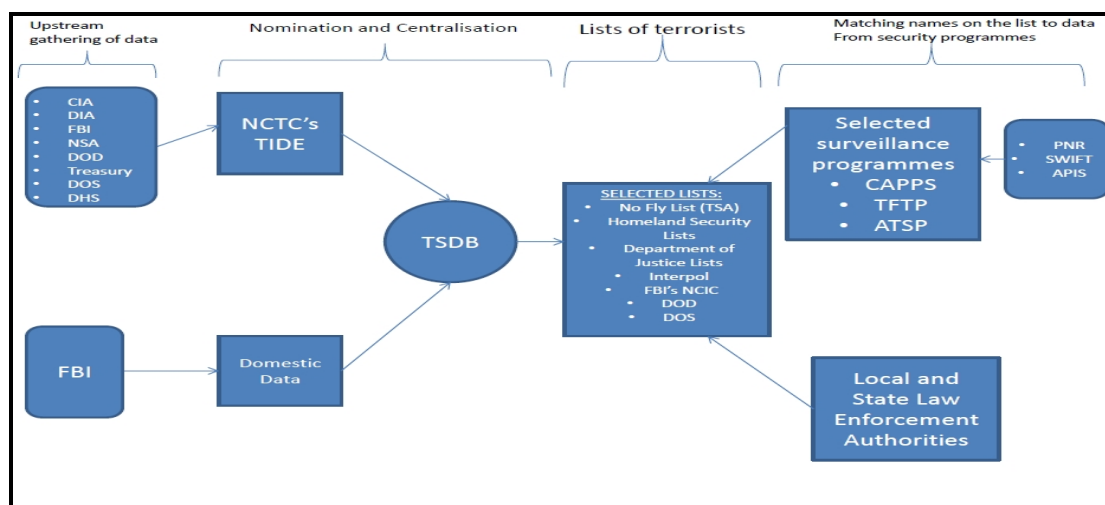 Upstream
gathering of data
Nomination and Centralisation
Lists of terrorists
Matching names on the list to data
From security programmes
• CIA
• DIA
• FBI
• NSA
• DOD
• Treasury
• DOS
• DHS
NCTC's
TIDE
TSDB
FBI
Domestic
Data
SELECTED LISTS:
• No Fly List (TSA)
• Homeland Security
Lists
• Department of
Justice Lists
• Interpol
• FBI's NCIC
• DOD
• DOS
Selected
surveillance
programmes
• CAPPS
• TFTP
• ATSP
• PNR
• SWIFT
• APIS
Local and
State Law
Enforcement
Authorities